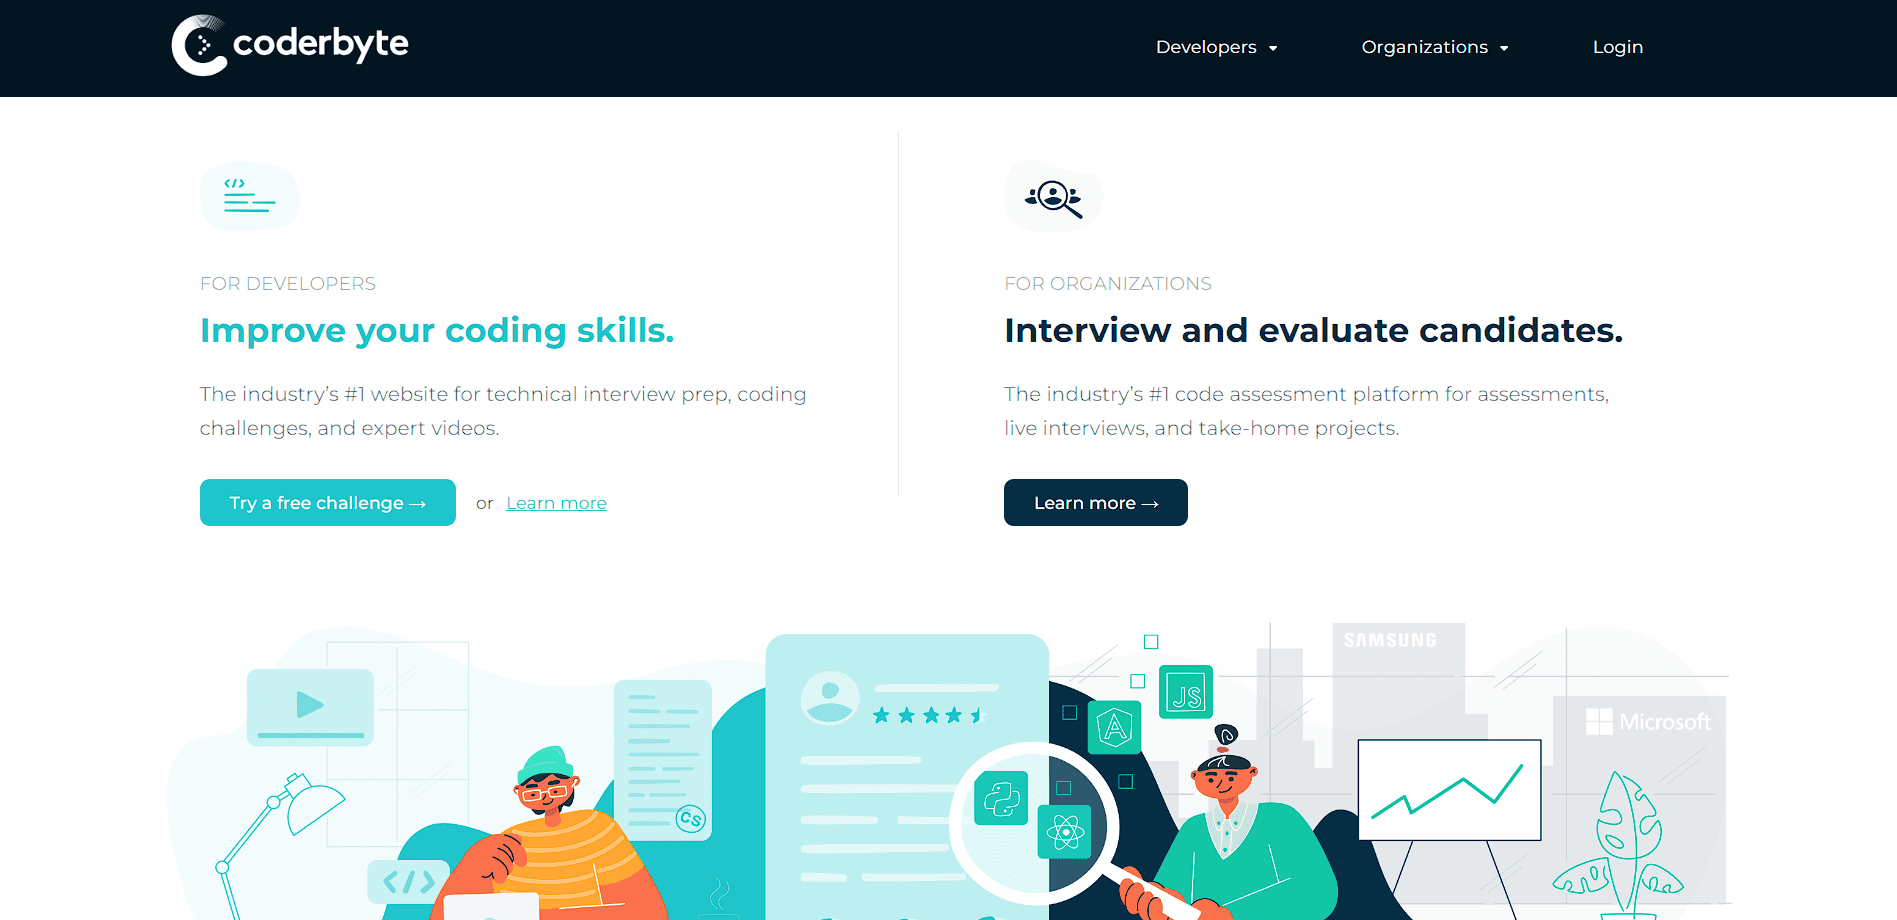 coderbyte
Developers
Organizations
Login
FOR DEVELOPERS
Improve your coding skills.
The industry’s #1 website for technical interview prep, coding
challenges, and expert videos.
Try a free challenge →
or Learn more
FOR ORGANIZATIONS
Interview and evaluate candidates.
The industry’s #1 code assessment platform for assessments,
live interviews, and take-home projects.
Learn more →
SAMSUNG
JS
Microsoft
A
CS
</>